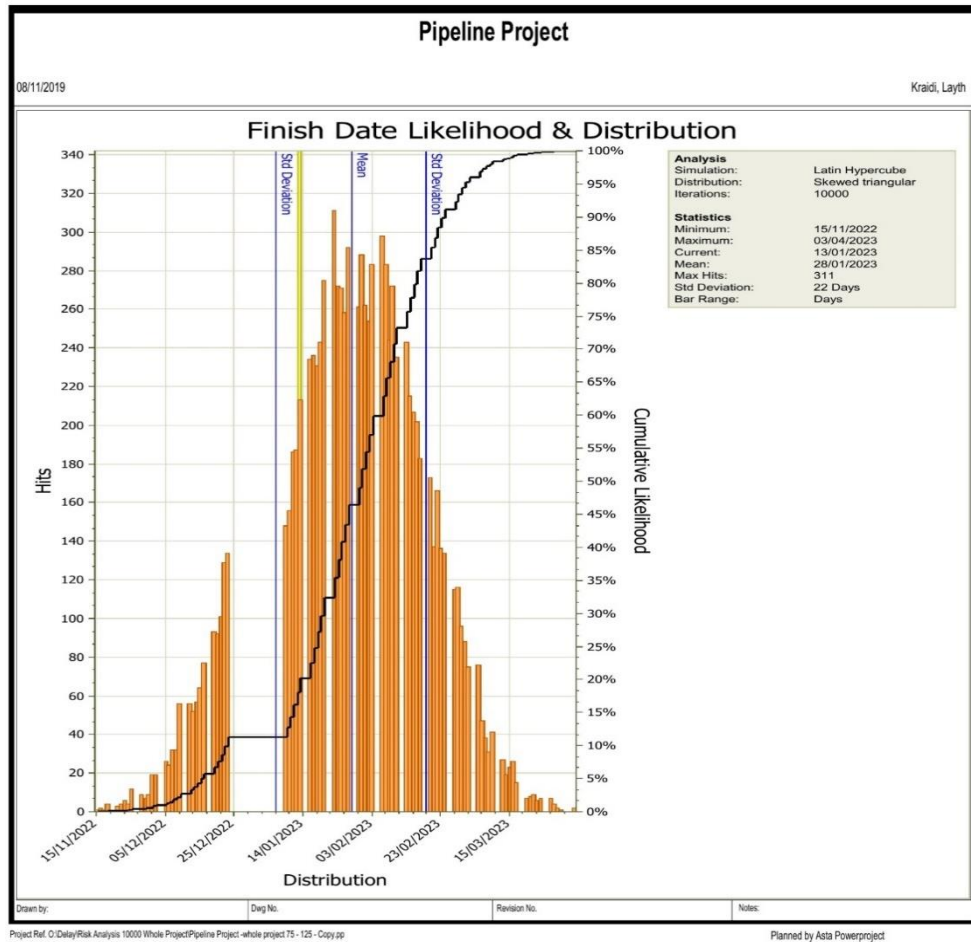 Pipeline Project
08/11/2019
Kraidi, Layth
Finish Date Likelihood & Distribution
Analysis
Simulation: Latin Hypercube
Distribution: Skewed triangular
Iterations: 10000
Statistics
Minimum: 15/11/2022
Maximum: 03/04/2023
Current: 13/01/2023
Mean: 28/01/2023
Max Hits: 311
Std Deviation: 22 Days
Bar Range: Days
Std Deviation
Mean
Std Deviation
Hits
340
320
300
280
260
240
220
200
180
160
140
120
100
80
60
40
20
0
100%
95%
90%
85%
80%
75%
70%
65%
60%
55%
50%
45%
40%
35%
30%
25%
20%
15%
10%
5%
0%
Cumulative Likelihood
15/11/2022
05/12/2022
25/12/2022
14/01/2023
03/02/2023
23/02/2023
15/03/2023
Distribution
Drawn by:
Dwg No.
Revision No.
Notes:
Project Ref. O:\Delay\Risk Analysis 10000 Whole Project\Pipeline Project -whole project 75 - 125 - Copy.pp
Planned by Asta Powerproject